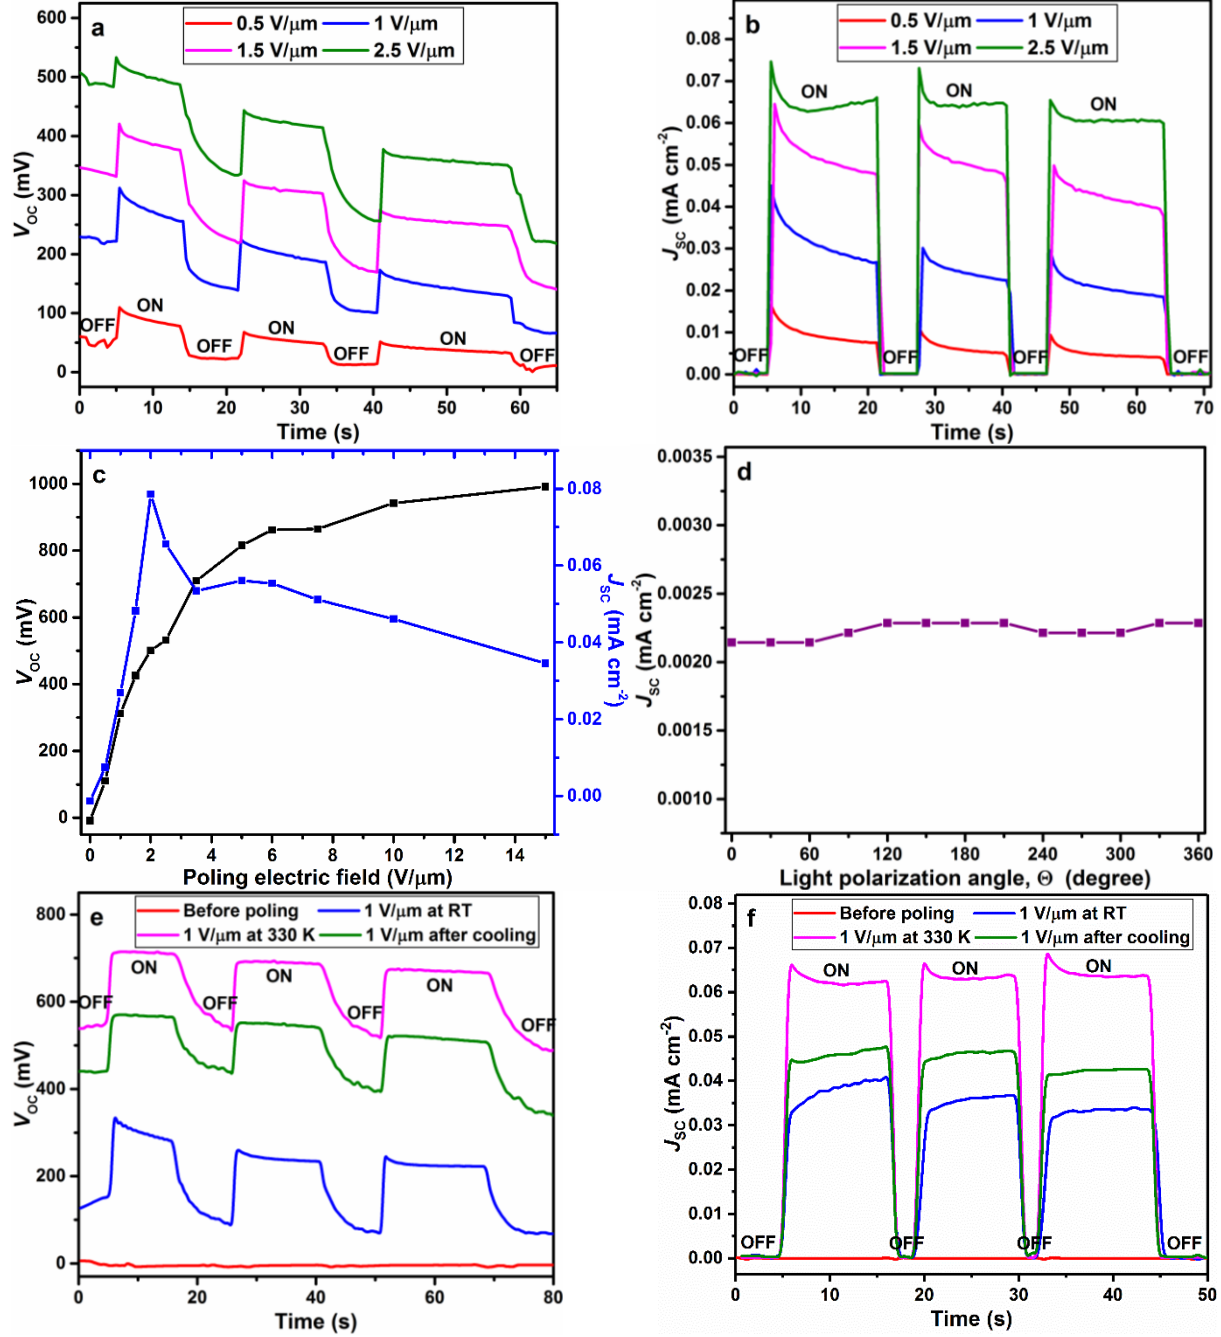 a
0.5 V/μm 1 V/μm
1.5 V/μm 2.5 V/μm
600
500
400
300
200
100
0
V_OC (mV)
OFF ON OFF ON OFF ON OFF
0 10 20 30 40 50 60
Time (s)
b
0.5 V/μm 1 V/μm
1.5 V/μm 2.5 V/μm
0.08
0.07
0.06
0.05
0.04
0.03
0.02
0.01
0.00
J_SC (mA cm⁻²)
ON ON ON
OFF OFF OFF OFF
0 10 20 30 40 50 60 70
Time (s)
c
1000
800
600
400
200
0
V_OC (mV)
0.08
0.06
0.04
0.02
0.00
J_SC (mA cm⁻²)
0 2 4 6 8 10 12 14
Poling electric field (V/μm)
d
0.0035
0.0030
0.0025
0.0020
0.0015
0.0010
J_SC (mA cm⁻²)
0 60 120 180 240 300 360
Light polarization angle, Θ (degree)
e
Before poling 1 V/μm at RT
1 V/μm at 330 K 1 V/μm after cooling
800
600
400
200
0
V_OC (mV)
ON ON ON
OFF OFF OFF OFF
0 20 40 60 80
Time (s)
f
Before poling 1 V/μm at RT
1 V/μm at 330 K 1 V/μm after cooling
0.08
0.07
0.06
0.05
0.04
0.03
0.02
0.01
0.00
J_SC (mA cm⁻²)
ON ON ON
OFF OFF OFF OFF
0 10 20 30 40 50
Time (s)